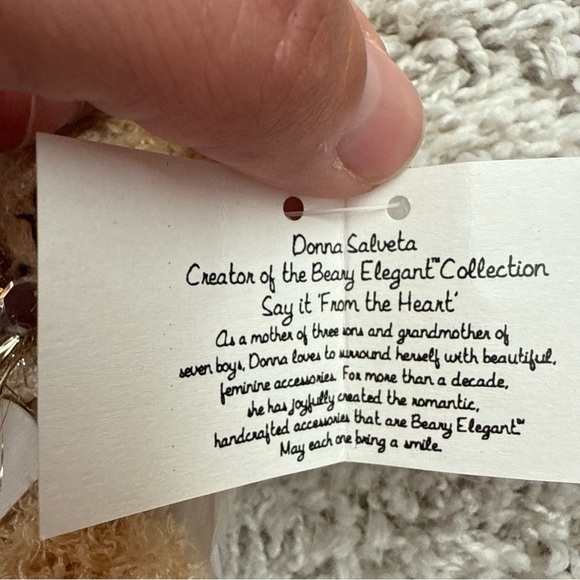 Donna Salveta
Creator of the Beary Elegant™ Collection
Say it 'From the Heart'
As a mother of three sons and grandmother of
seven boys, Donna loves to surround herself with beautiful,
feminine accessories. For more than a decade,
she has joyfully created the romantic,
handcrafted accessories that are Beary Elegant™
May each one bring a smile.